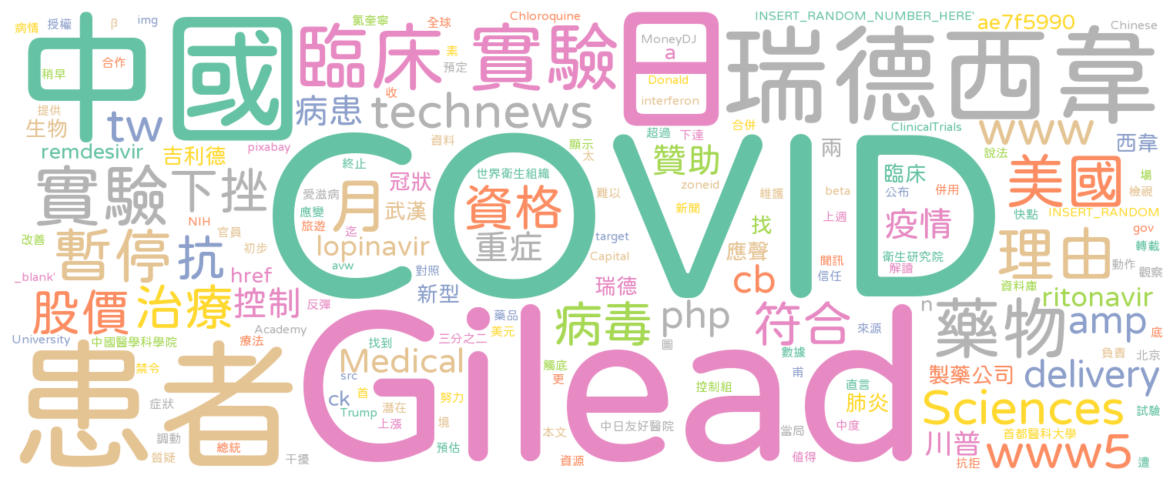 病情 授權 β img 氯奎寧 全球 Chloroquine INSERT_RANDOM_NUMBER_HERE' ae7f5990 Chinese
中國 臨床實驗 日 瑞德西韋
稍早 合作 素 預定 MoneyDJ a Donald interferon
提供 生物 tw 病患 technews 收 超過 下達 合併 ClinicalTrials www 西韋
remdesivir 吉利德 pixabay 終止 資料 顯示 太 贊助 兩 臨床 說法 美國 場 檢視
實驗下挫 愛滋病 冠狀 世界衛生組織 資格 難以 zoneid 維護 beta 公布 併用 快點 INSERT_RANDOM
COVID
NIH 應變 旅遊 月 武漢 重症 新聞 找 上週 疫情 gov
改善 暫停 抗 官員 初步 迄 lopinavir target 應聲 聞訊 衛生研究院 解讀 理由 轉載 動作 觀察
_blank' href avw 對照 新型 Capital 瑞德 cb 信任 資料庫
股價 治療 控制 反彈 藥品 病毒 php 符合 n 藥物 ritonavir amp
University 中國醫學科學院 Academy 療法 三分之二 美元 圖 來源 底
患者 Gilead
禁令 Medical 找到 觸底 更 數據 甫 負責 北京 製藥公司 delivery
症狀 src ck 首 潛在 努力 控制組 直言 肺炎 Sciences 試驗
調動 總統 Trump 上漲 境 本文 中日友好醫院 當局 中度 川普 首都醫科大學 www5
質疑 干擾 預估 資源 值得 抗拒 遭